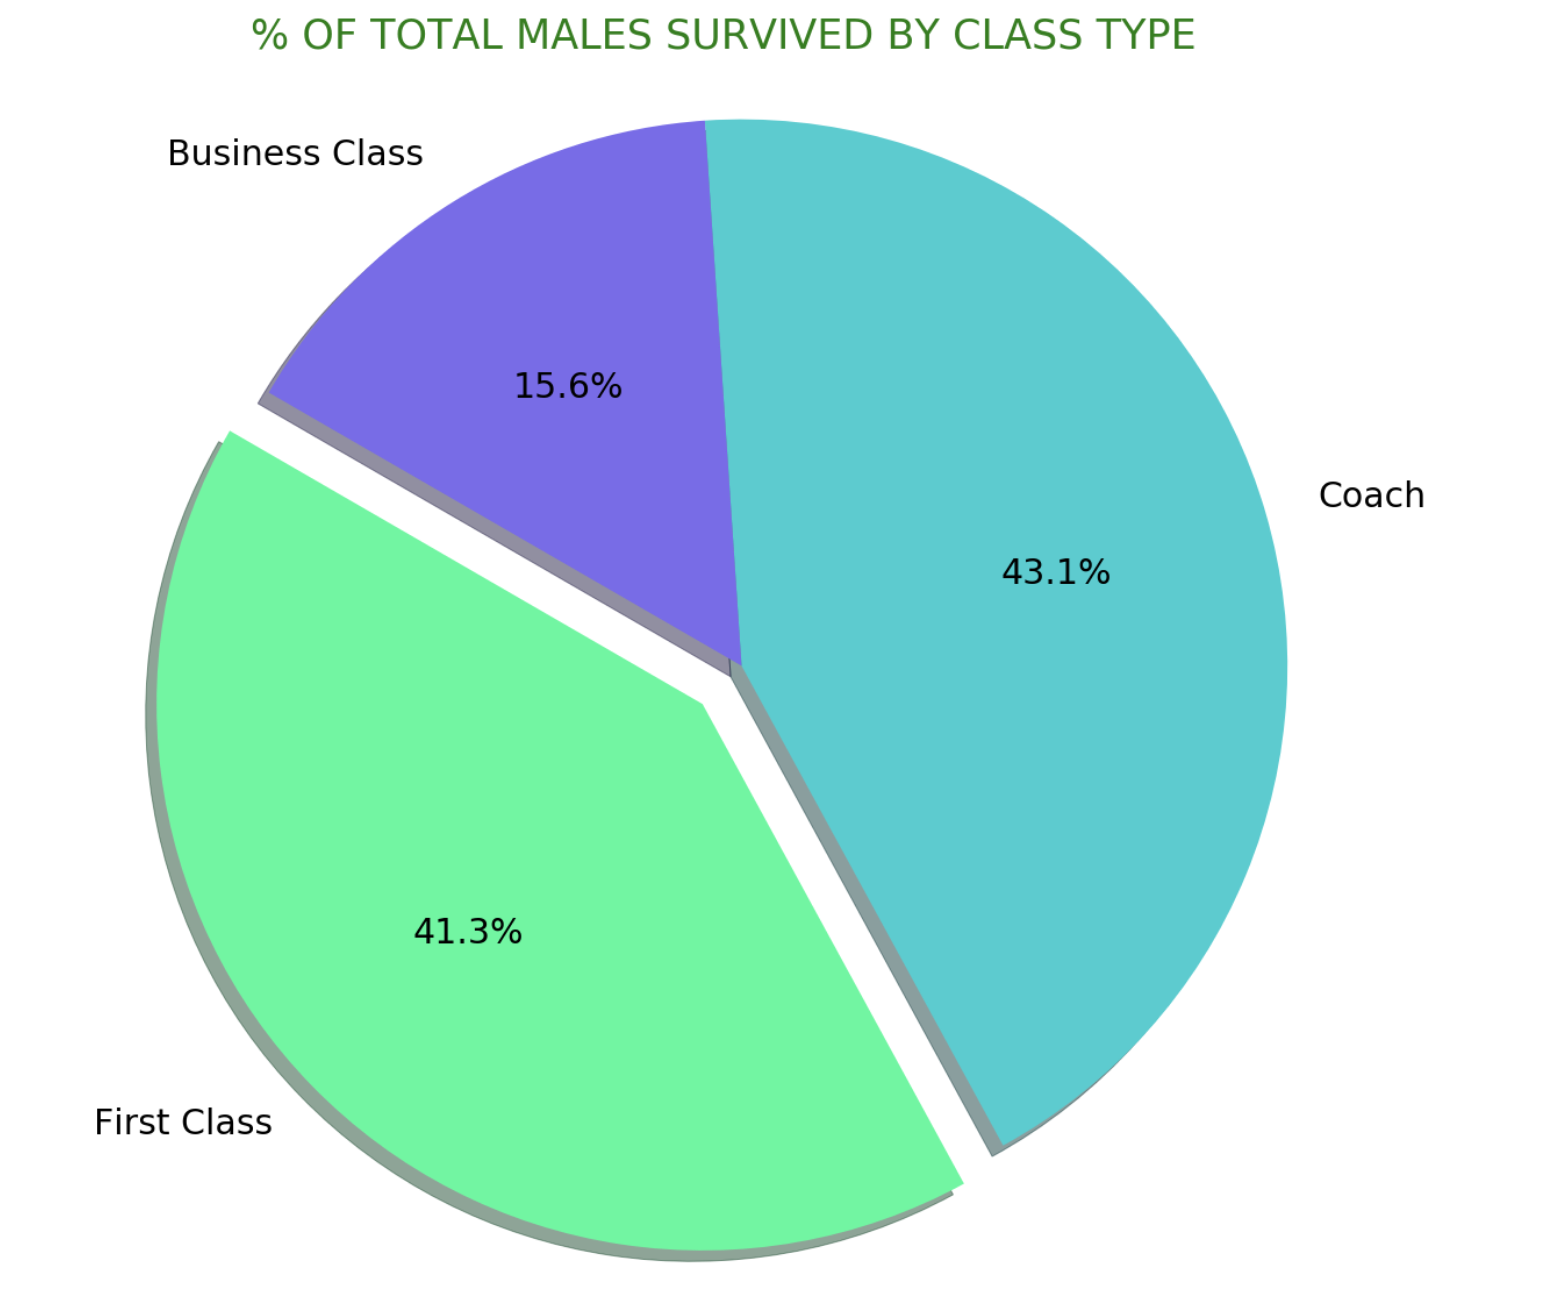 % OF TOTAL MALES SURVIVED BY CLASS TYPE
Business Class
15.6%
Coach
43.1%
41.3%
First Class